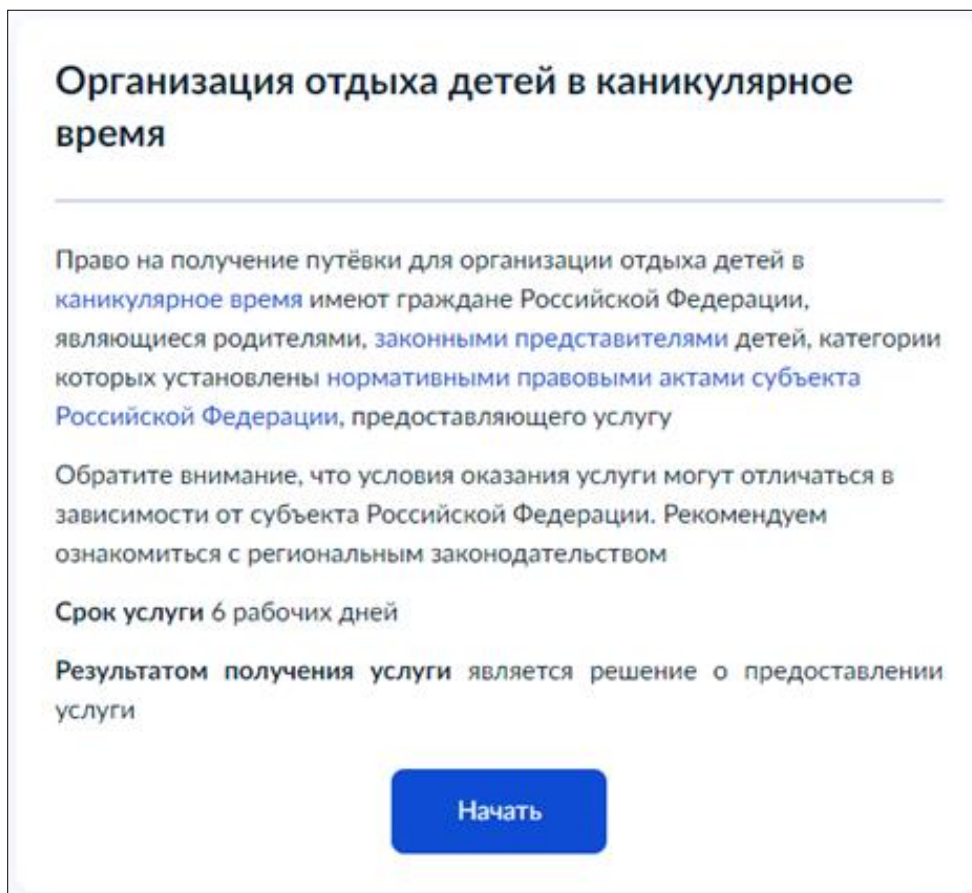 Организация отдыха детей в каникулярное
время
Право на получение путёвки для организации отдыха детей в
каникулярное время имеют граждане Российской Федерации,
являющиеся родителями, законными представителями детей, категории
которых установлены нормативными правовыми актами субъекта
Российской Федерации, предоставляющего услугу
Обратите внимание, что условия оказания услуги могут отличаться в
зависимости от субъекта Российской Федерации. Рекомендуем
ознакомиться с региональным законодательством
Срок услуги 6 рабочих дней
Результатом получения услуги является решение о предоставлении
услуги
Начать